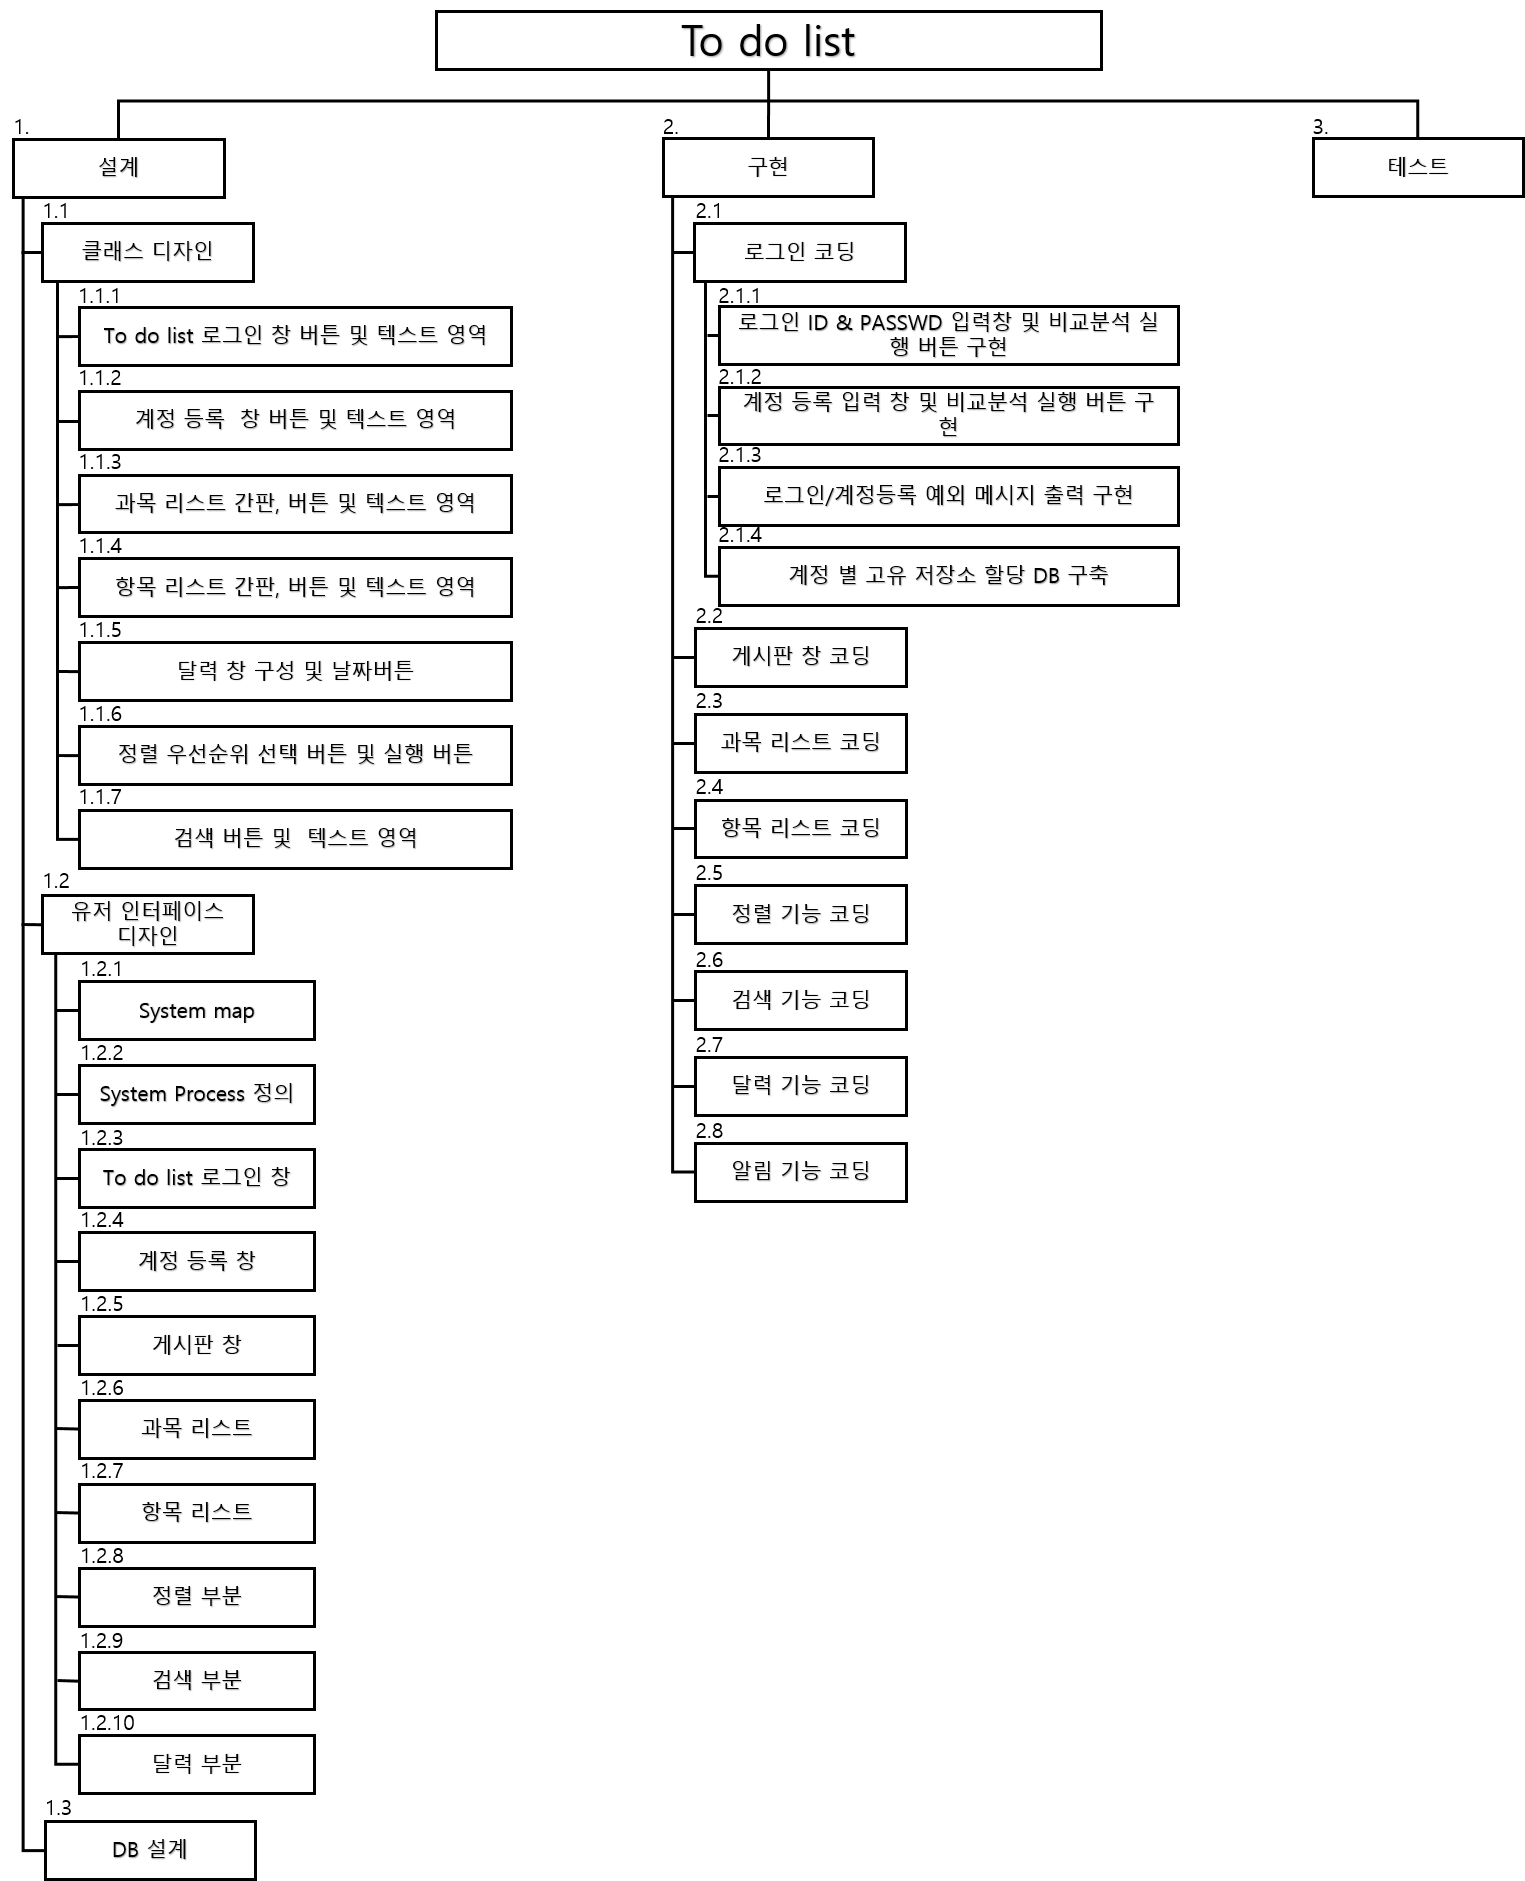 To do list
1.
설계
1.1
클래스 디자인
1.1.1
To do list 로그인 창 버튼 및 텍스트 영역
1.1.2
계정 등록  창 버튼 및 텍스트 영역
1.1.3
과목 리스트 간판, 버튼 및 텍스트 영역
1.1.4
항목 리스트 간판, 버튼 및 텍스트 영역
1.1.5
달력 창 구성 및 날짜버튼
1.1.6
정렬 우선순위 선택 버튼 및 실행 버튼
1.1.7
검색 버튼 및  텍스트 영역
1.2
유저 인터페이스
디자인
1.2.1
System map
1.2.2
System Process 정의
1.2.3
To do list 로그인 창
1.2.4
계정 등록 창
1.2.5
게시판 창
1.2.6
과목 리스트
1.2.7
항목 리스트
1.2.8
정렬 부분
1.2.9
검색 부분
1.2.10
달력 부분
1.3
DB 설계
2.
구현
2.1
로그인 코딩
2.1.1
로그인 ID & PASSWD 입력창 및 비교분석 실
행 버튼 구현
2.1.2
계정 등록 입력 창 및 비교분석 실행 버튼 구
현
2.1.3
로그인/계정등록 예외 메시지 출력 구현
2.1.4
계정 별 고유 저장소 할당 DB 구축
2.2
게시판 창 코딩
2.3
과목 리스트 코딩
2.4
항목 리스트 코딩
2.5
정렬 기능 코딩
2.6
검색 기능 코딩
2.7
달력 기능 코딩
2.8
알림 기능 코딩
3.
테스트